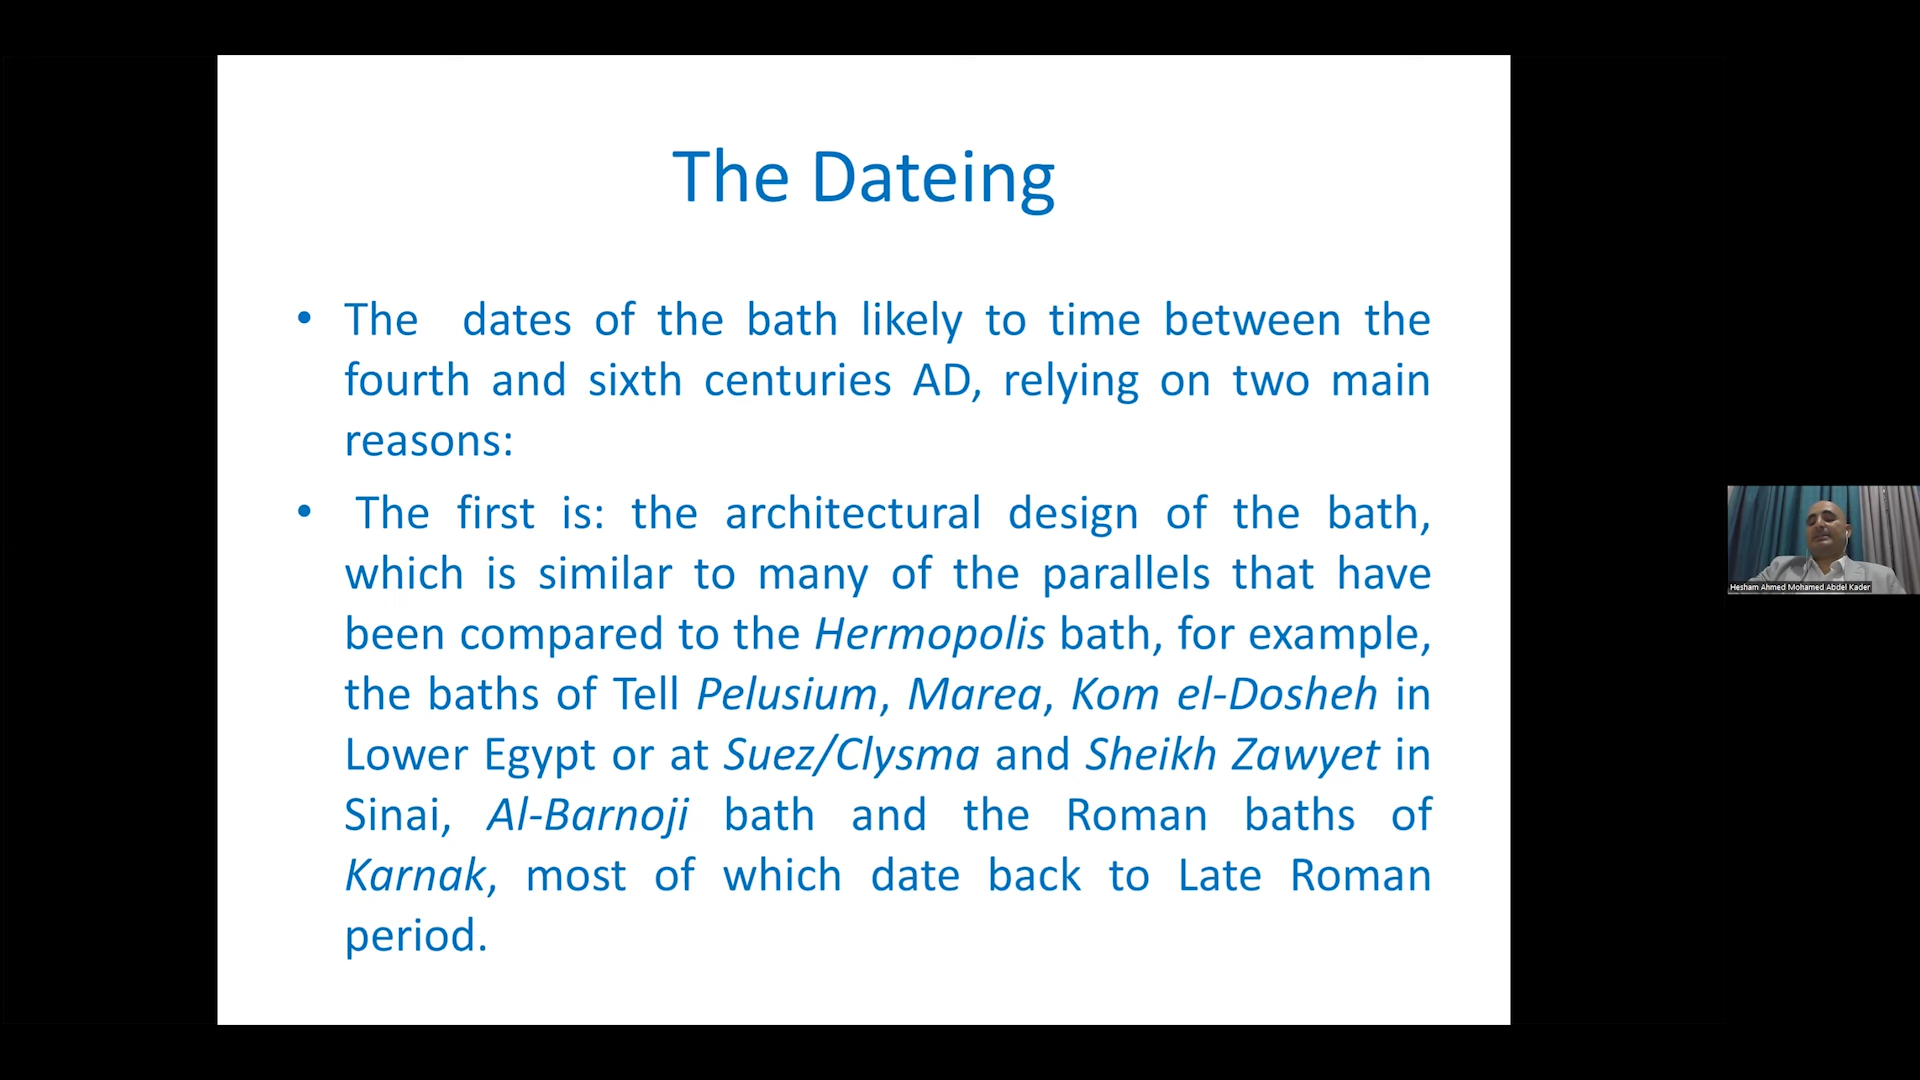 The Dateing
• The dates of the bath likely to time between the
fourth and sixth centuries AD, relying on two main
reasons:
• The first is: the architectural design of the bath,
which is similar to many of the parallels that have
been compared to the Hermopolis bath, for example,
the baths of Tell Pelusium, Marea, Kom el-Dosheh in
Lower Egypt or at Suez/Clysma and Sheikh Zawyet in
Sinai, Al-Barnoji bath and the Roman baths of
Karnak, most of which date back to Late Roman
period.
Hesham Ahmed Mohamed Abdel Kader